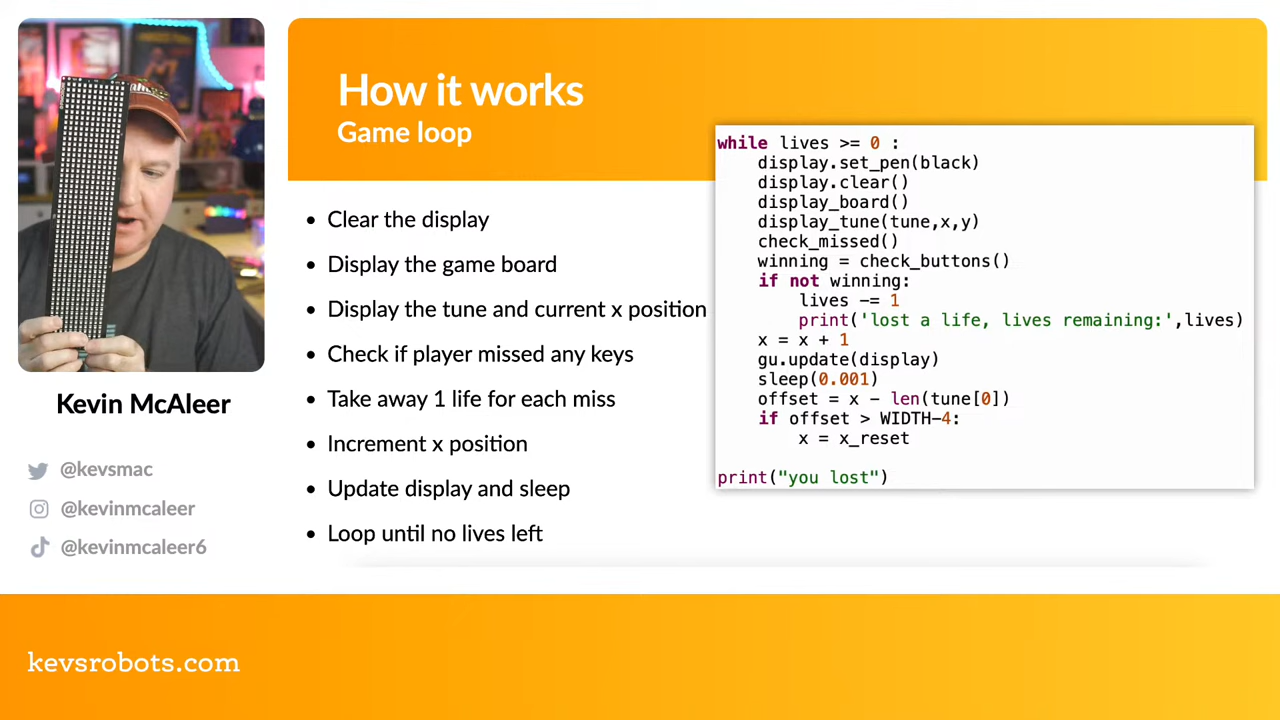 How it works
Game loop
Clear the display
Display the game board
Display the tune and current x position
Check if player missed any keys
Take away 1 life for each miss
Increment x position
Update display and sleep
Loop until no lives left
while lives >= 0 :
    display.set_pen(black)
    display.clear()
    display_board()
    display_tune(tune,x,y)
    check_missed()
    winning = check_buttons()
    if not winning:
        lives -= 1
        print('lost a life, lives remaining:',lives)
    x = x + 1
    gu.update(display)
    sleep(0.001)
    offset = x - len(tune[0])
    if offset > WIDTH-4:
        x = x_reset
print("you lost")
Kevin McAleer
@kevsmac
@kevinmcaleer
@kevinmcaleer6
kevsrobots.com